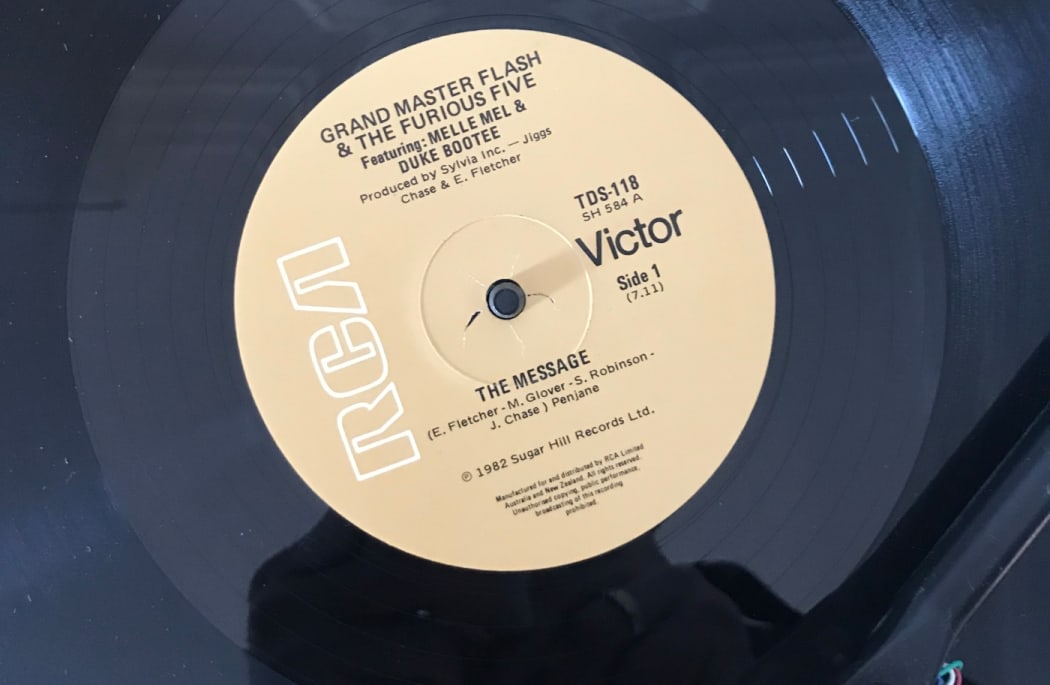 GRAND MASTER FLASH
& THE FURIOUS FIVE
Featuring: MELLE MEL &
DUKE BOOTEE
Produced by Sylvia Inc. — Jiggs
Chase & E. Fletcher
TDS-118
SH 584 A
Victor
Side 1
(7.11)
RCA
THE MESSAGE
(E. Fletcher - M. Glover - S. Robinson -
J. Chase ) Penjane
℗ 1982 Sugar Hill Records Ltd.
Manufactured for and distributed by RCA Limited
Australia and New Zealand. All rights reserved.
Unauthorised copying, public performance,
broadcasting of this recording
prohibited.